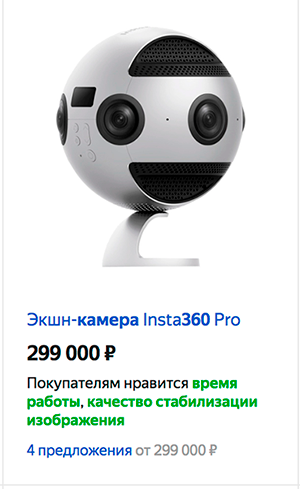 Экшн-камера Insta360 Pro
299 000 ₽
Покупателям нравится время
работы, качество стабилизации
изображения
4 предложения от 299 000 ₽